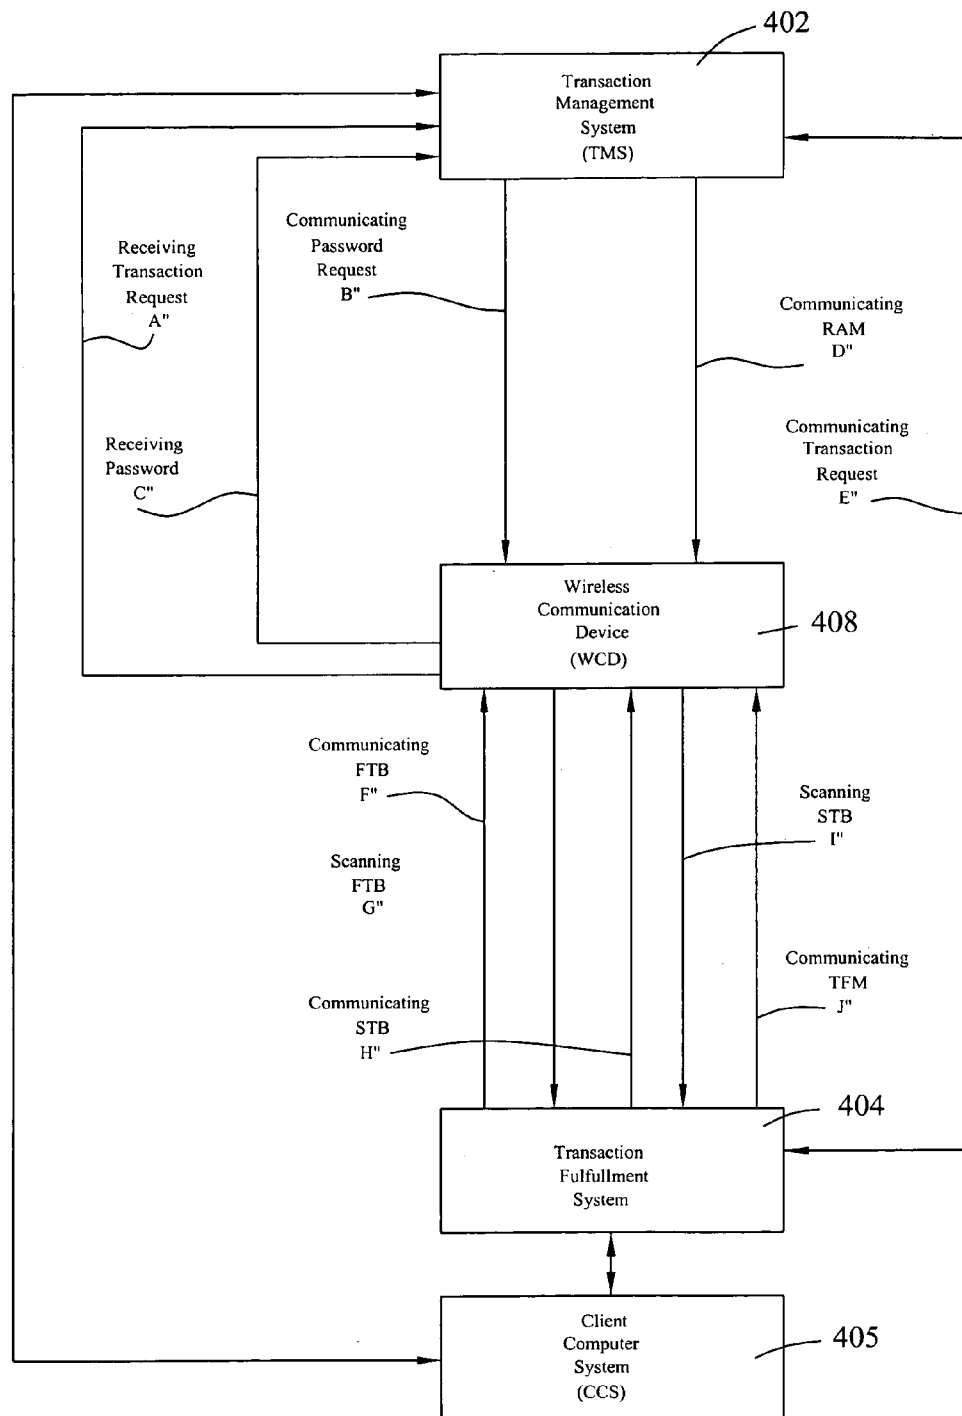 402
Transaction
Management
System
(TMS)
Communicating
Password
Request
B"
Receiving
Transaction
Request
A"
Communicating
RAM
D"
Receiving
Password
C"
Communicating
Transaction
Request
E"
Wireless
Communication
Device
(WCD)
408
Communicating
FTB
F"
Scanning
STB
I"
Scanning
FTB
G"
Communicating
TFM
J"
Communicating
STB
H"
404
Transaction
Fulfullment
System
Client
Computer
System
(CCS)
405